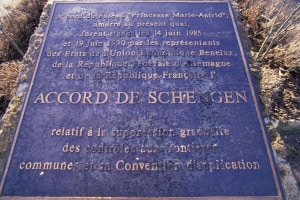 A bord du bateau "Princesse Marie-Astrid",
amarré au présent quai,
furent signés les 14 juin 1985
et 19 juin 1990 par les représentants
des Etats de l'Union Economique Benelux,
de la République Fédérale d'Allemagne
et de la République Française l'
ACCORD DE SCHENGEN
relatif à la suppression graduelle
des contrôles aux frontières
communes et sa Convention d'application